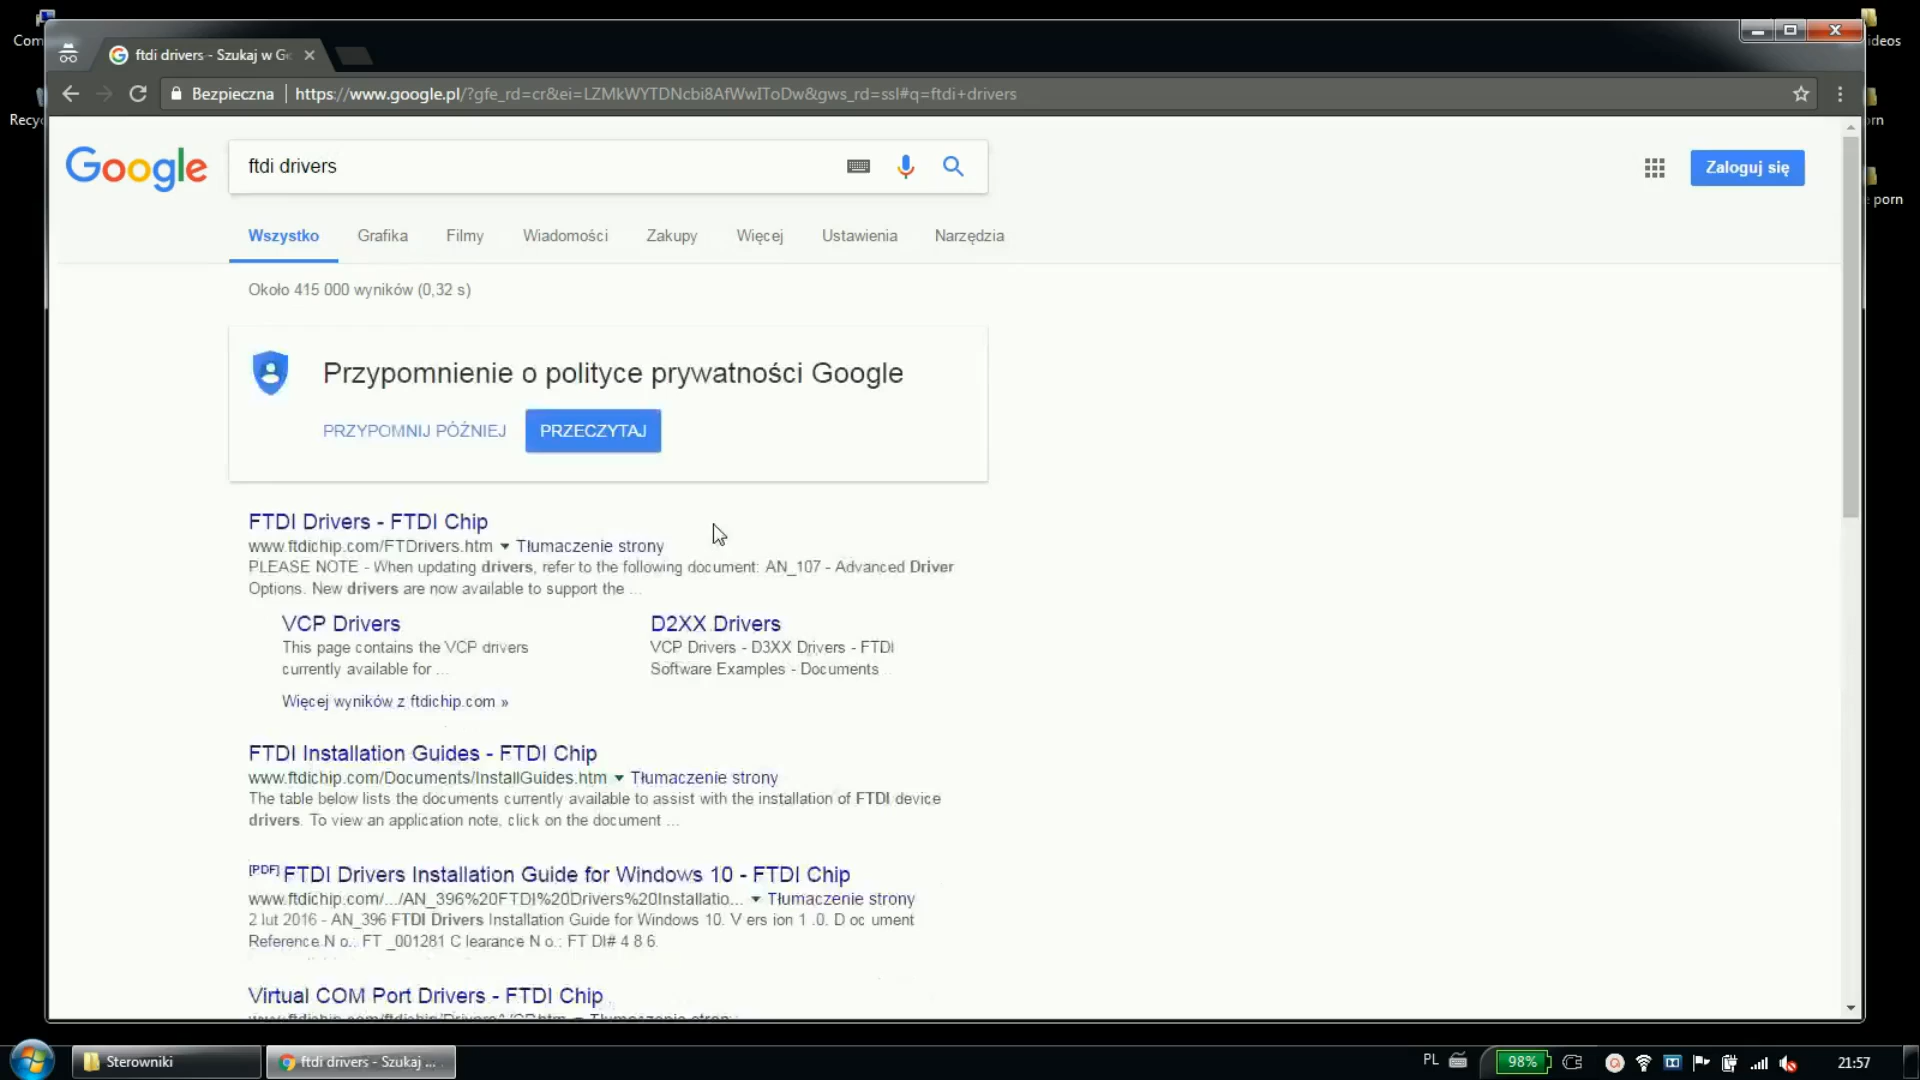 Com
ideos
ftdi drivers - Szukaj w Go
Recyc
Bezpieczna
https://www.google.pl/?gfe_rd=cr&ei=LZMkWYTDNcbi8AfWwIToDw&gws_rd=ssl#q=ftdi+drivers
orn
Google
ftdi drivers
Zaloguj się
porn
Wszystko Grafika Filmy Wiadomości Zakupy Więcej Ustawienia Narzędzia
Około 415 000 wyników (0,32 s)
Przypomnienie o polityce prywatności Google
PRZYPOMNIJ PÓŹNIEJ PRZECZYTAJ
FTDI Drivers - FTDI Chip
www.ftdichip.com/FTDrivers.htm ▾ Tłumaczenie strony
PLEASE NOTE - When updating drivers, refer to the following document: AN_107 - Advanced Driver
Options. New drivers are now available to support the ...
VCP Drivers
This page contains the VCP drivers
currently available for ...
D2XX Drivers
VCP Drivers - D3XX Drivers - FTDI
Software Examples - Documents ...
Więcej wyników z ftdichip.com »
FTDI Installation Guides - FTDI Chip
www.ftdichip.com/Documents/InstallGuides.htm ▾ Tłumaczenie strony
The table below lists the documents currently available to assist with the installation of FTDI device
drivers. To view an application note, click on the document ...
[PDF] FTDI Drivers Installation Guide for Windows 10 - FTDI Chip
www.ftdichip.com/.../AN_396%20FTDI%20Drivers%20Installatio... ▾ Tłumaczenie strony
2 lut 2016 - AN_396 FTDI Drivers Installation Guide for Windows 10. V ers ion 1 .0. D oc ument
Reference N o.: FT _001281 C learance N o.: FT DI# 4 8 6.
Virtual COM Port Drivers - FTDI Chip
Sterowniki
ftdi drivers - Szukaj ...
PL
98%
21:57